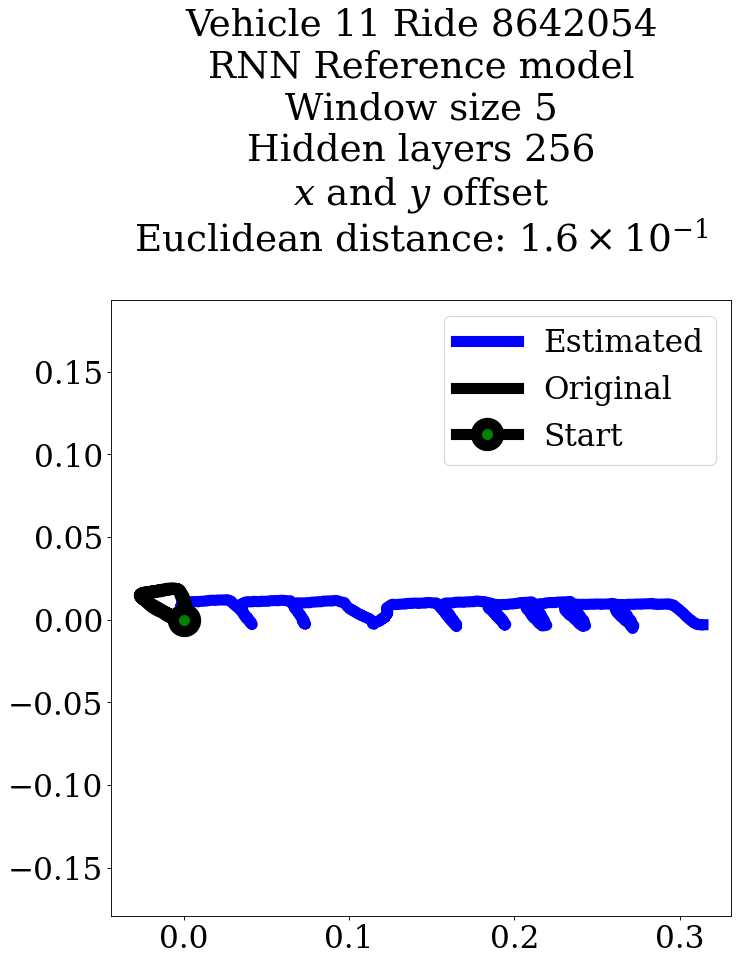 Vehicle 11 Ride 8642054
RNN Reference model
Window size 5
Hidden layers 256
x and y offset
Euclidean distance: 1.6 × 10⁻¹
Estimated
Original
Start
0.15
0.10
0.05
0.00
−0.05
−0.10
−0.15
0.0 0.1 0.2 0.3